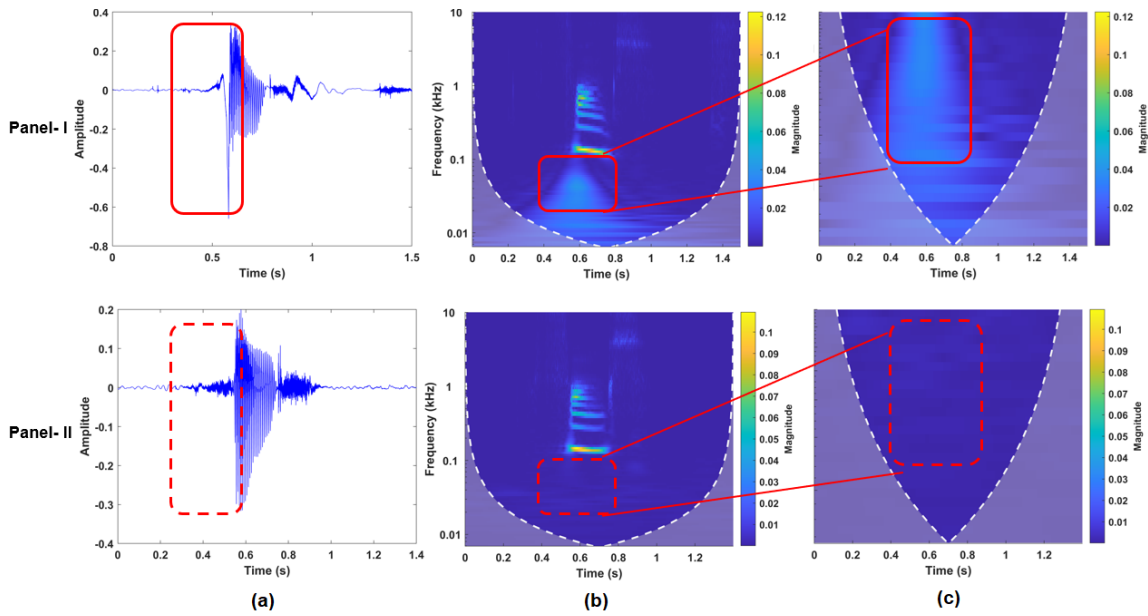 Panel- I
Amplitude
0.4
0.2
0
-0.2
-0.4
-0.6
-0.8
0 0.5 1 1.5
Time (s)
Frequency (kHz)
10
1
0.1
0.01
0 0.2 0.4 0.6 0.8 1 1.2 1.4
Time (s)
0.12
0.1
0.08
0.06
0.04
0.02
Magnitude
0 0.2 0.4 0.6 0.8 1 1.2 1.4
Time (s)
0.12
0.1
0.08
0.06
0.04
0.02
Magnitude
Panel- II
Amplitude
0.2
0.1
0
-0.1
-0.2
-0.3
-0.4
0 0.2 0.4 0.6 0.8 1 1.2 1.4
Time (s)
Frequency (kHz)
10
1
0.1
0.01
0 0.2 0.4 0.6 0.8 1 1.2
Time (s)
0.1
0.09
0.08
0.07
0.06
0.05
0.04
0.03
0.02
0.01
Magnitude
0 0.2 0.4 0.6 0.8 1 1.2
Time (s)
0.1
0.09
0.08
0.07
0.06
0.05
0.04
0.03
0.02
0.01
Magnitude
(a) (b) (c)